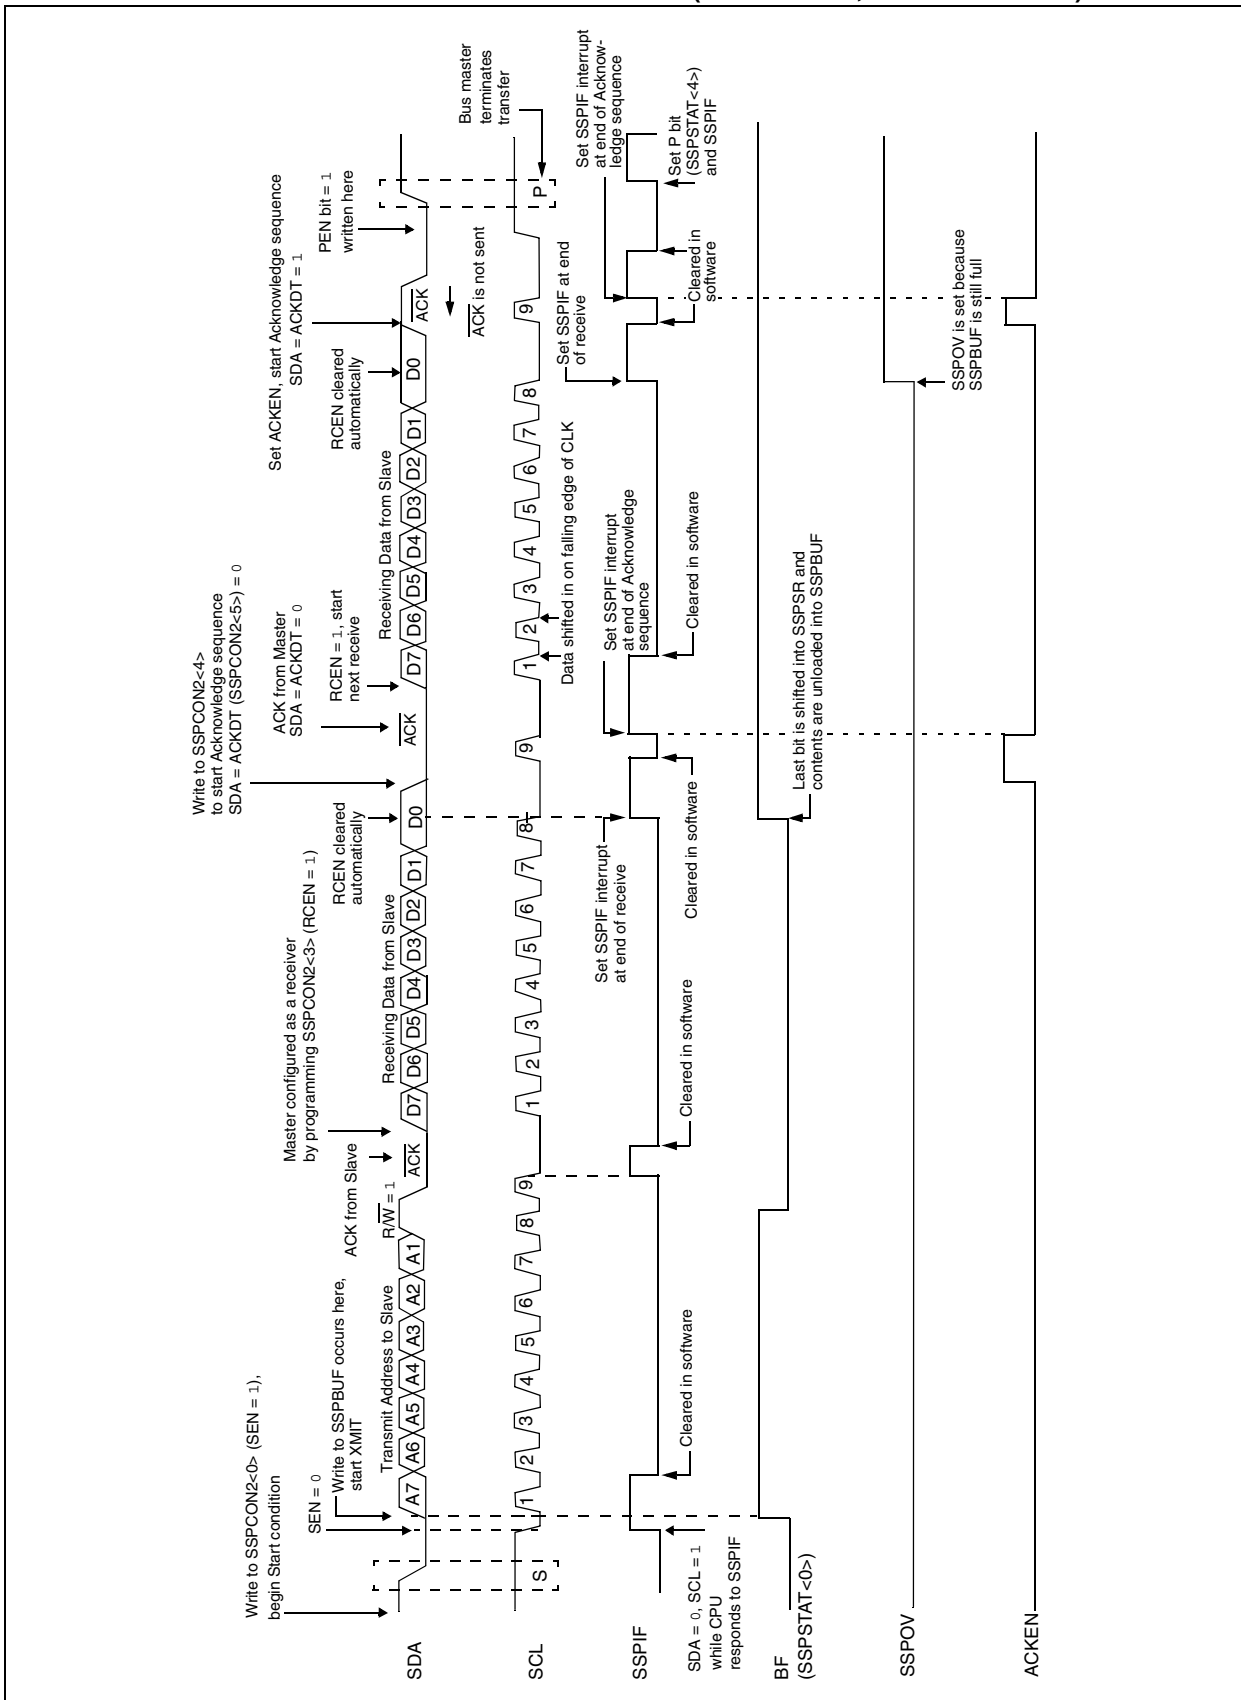 Write to SSPCON2<0> (SEN = 1),
begin Start condition
SEN = 0
Write to SSPBUF occurs here,
start XMIT
Transmit Address to Slave
R/W = 1
ACK from Slave
Master configured as a receiver
by programming SSPCON2<3> (RCEN = 1)
Receiving Data from Slave
RCEN cleared
automatically
Write to SSPCON2<4>
to start Acknowledge sequence
SDA = ACKDT (SSPCON2<5>) = 0
ACK from Master
SDA = ACKDT = 0
RCEN = 1, start
next receive
Receiving Data from Slave
RCEN cleared
automatically
Set ACKEN, start Acknowledge sequence
SDA = ACKDT = 1
PEN bit = 1
written here
SDA
A7 A6 A5 A4 A3 A2 A1 ACK D7 D6 D5 D4 D3 D2 D1 D0 ACK D7 D6 D5 D4 D3 D2 D1 D0 ACK
ACK is not sent
Bus master
terminates
transfer
SCL
S 1 2 3 4 5 6 7 8 9 1 2 3 4 5 6 7 8 9 1 2 3 4 5 6 7 8 9 P
Data shifted in on falling edge of CLK
Set SSPIF interrupt
at end of receive
Set SSPIF interrupt
at end of Acknowledge
sequence
Set SSPIF at end
of receive
Set SSPIF interrupt
at end of Acknow-
ledge sequence
SSPIF
SDA = 0, SCL = 1
while CPU
responds to SSPIF
Cleared in software
Cleared in software
Cleared in software
Cleared in software
Cleared in
software
Set P bit
(SSPSTAT<4>)
and SSPIF
BF
(SSPSTAT<0>)
Last bit is shifted into SSPSR and
contents are unloaded into SSPBUF
SSPOV
SSPOV is set because
SSPBUF is still full
ACKEN